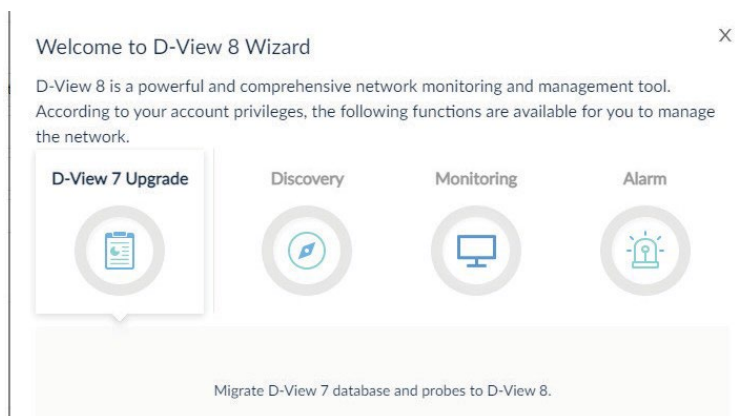 Welcome to D-View 8 Wizard
X
D-View 8 is a powerful and comprehensive network monitoring and management tool.
According to your account privileges, the following functions are available for you to manage
the network.
D-View 7 Upgrade
Discovery
Monitoring
Alarm
Migrate D-View 7 database and probes to D-View 8.